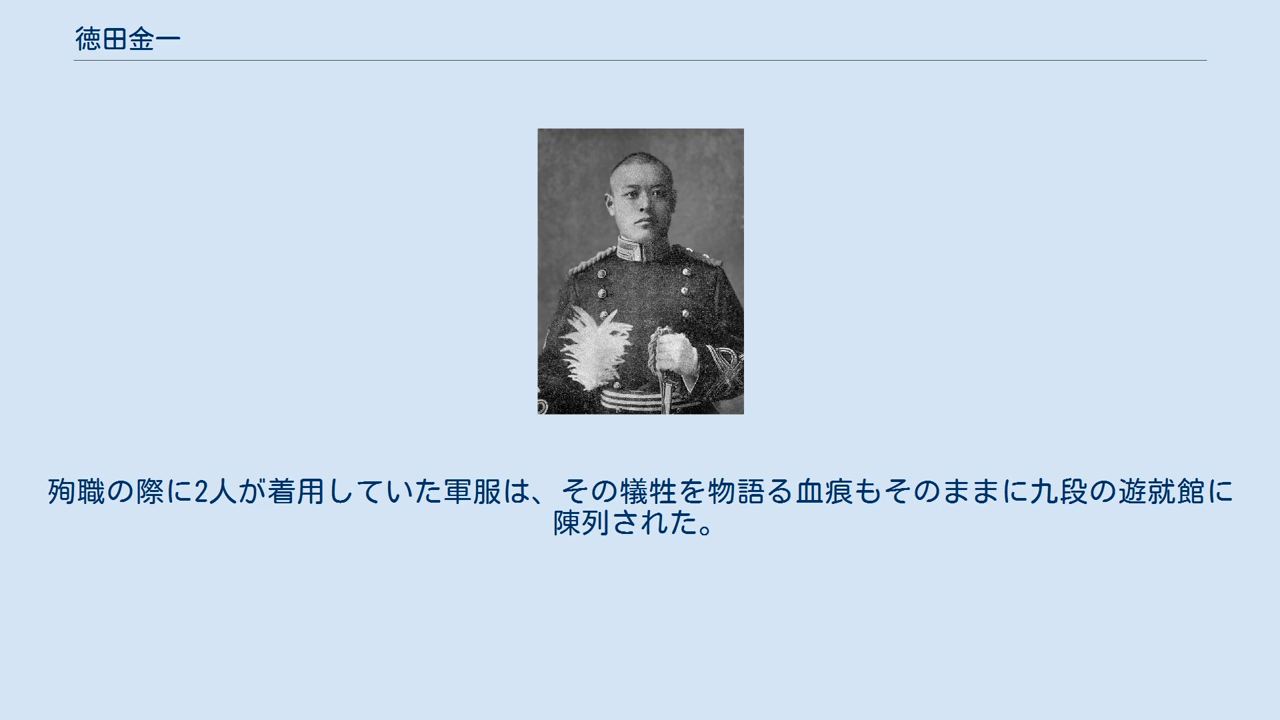 徳田金一
殉職の際に2人が着用していた軍服は、その犠牲を物語る血痕もそのままに九段の遊就館に
陳列された。